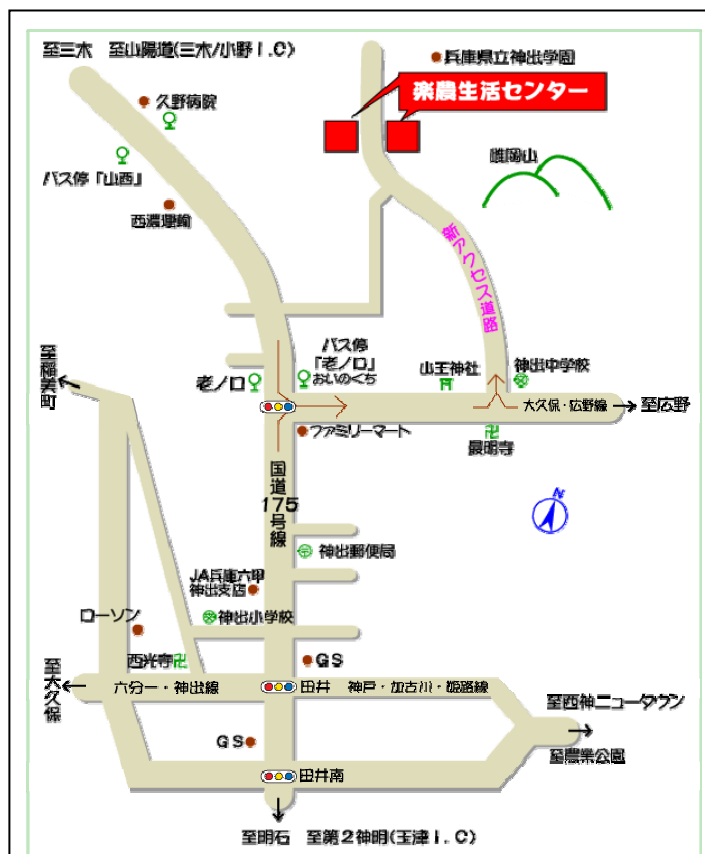 至三木　至山陽道(三木/小野I.C)
兵庫県立神出学園
楽農生活センター
久野病院
バス停「山西」
西濃運輸
雌岡山
新アクセス道路
至稲美町
老ノ口
バス停
「老ノ口」
おいのくち
山王神社
神出中学校
大久保・広野線
至広野
ファミリーマート
最明寺
N
国道
175
号線
神出郵便局
JA兵庫六甲
神出支店
ローソン
神出小学校
西光寺
GS
至大久保
六分一・神出線
田井　神戸・加古川・姫路線
至西神ニュータウン
至農業公園
GS
田井南
至明石　至第2神明(玉津I.C)